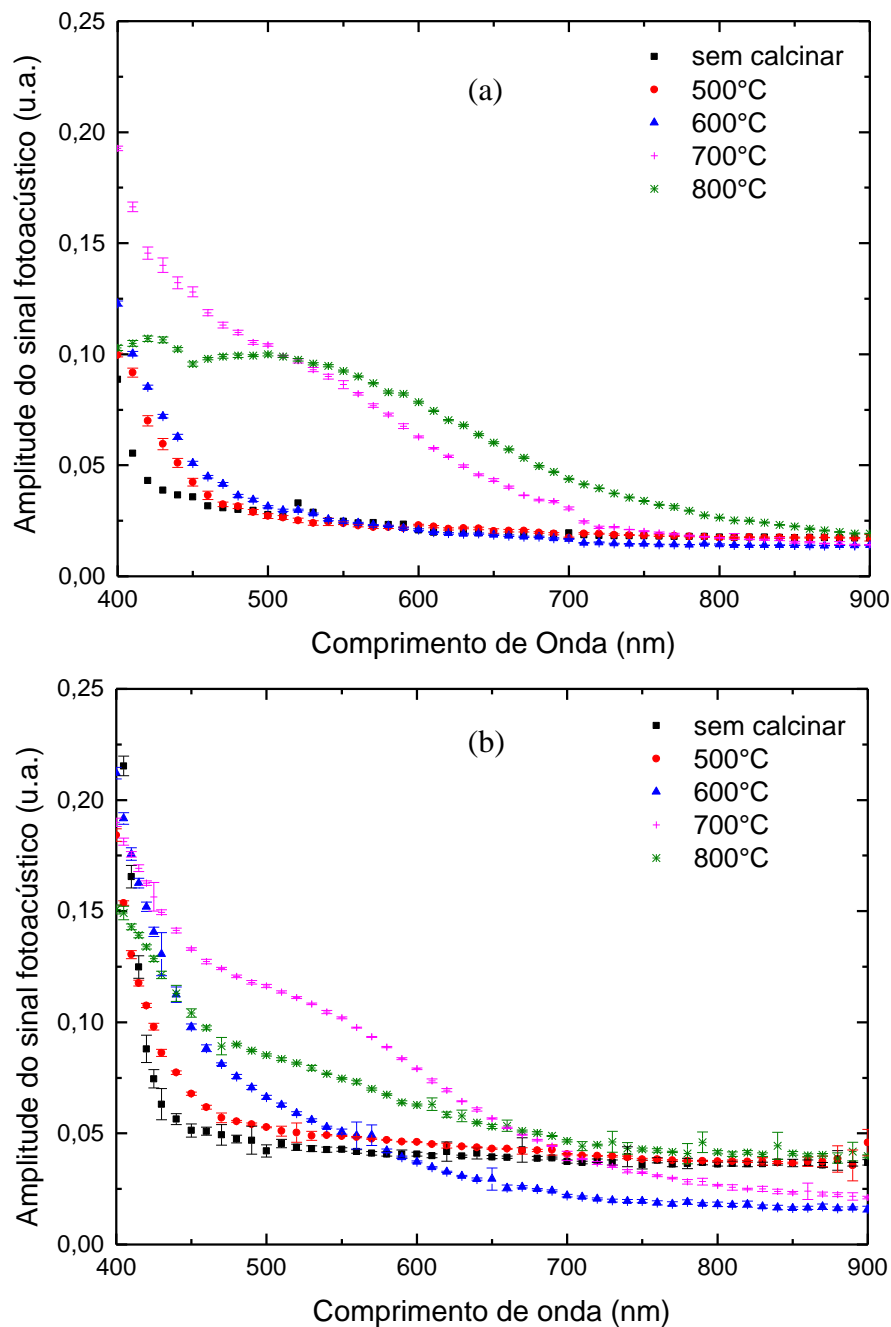 0,25
0,20
0,15
0,10
0,05
0,00
Amplitude do sinal fotoacústico (u.a.)
(a)
sem calcinar
500°C
600°C
700°C
800°C
400 500 600 700 800 900
Comprimento de Onda (nm)
0,25
0,20
0,15
0,10
0,05
0,00
Amplitude do sinal fotoacústico (u.a.)
(b)
sem calcinar
500°C
600°C
700°C
800°C
400 500 600 700 800 900
Comprimento de onda (nm)